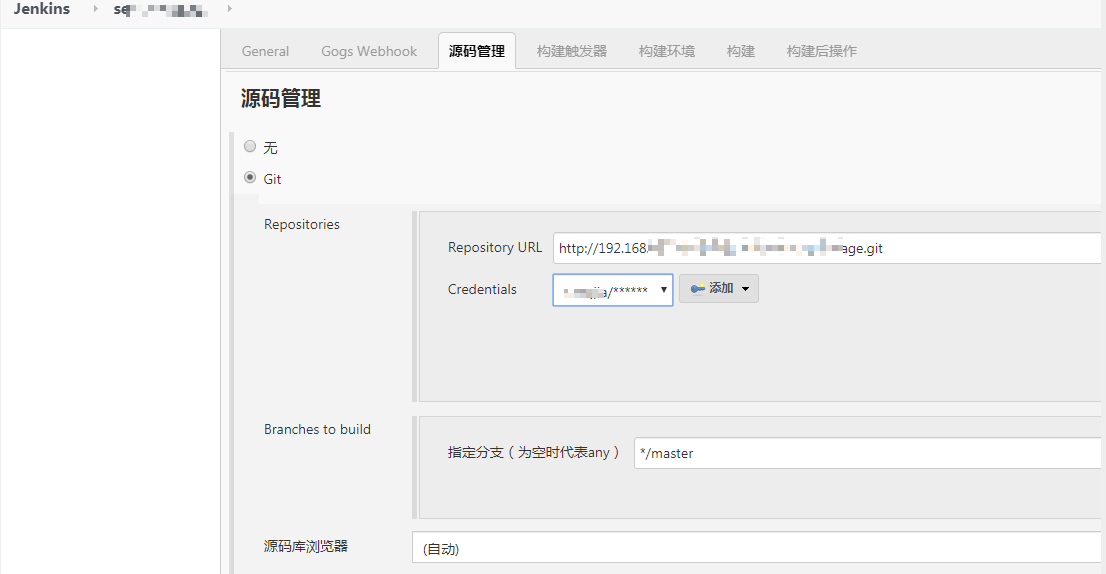 Jenkins se
General Gogs Webhook 源码管理 构建触发器 构建环境 构建 构建后操作
源码管理
无
Git
Repositories
Repository URL http://192.168 age.git
Credentials /****** 添加
Branches to build
指定分支（为空时代表any） */master
源码库浏览器 (自动)